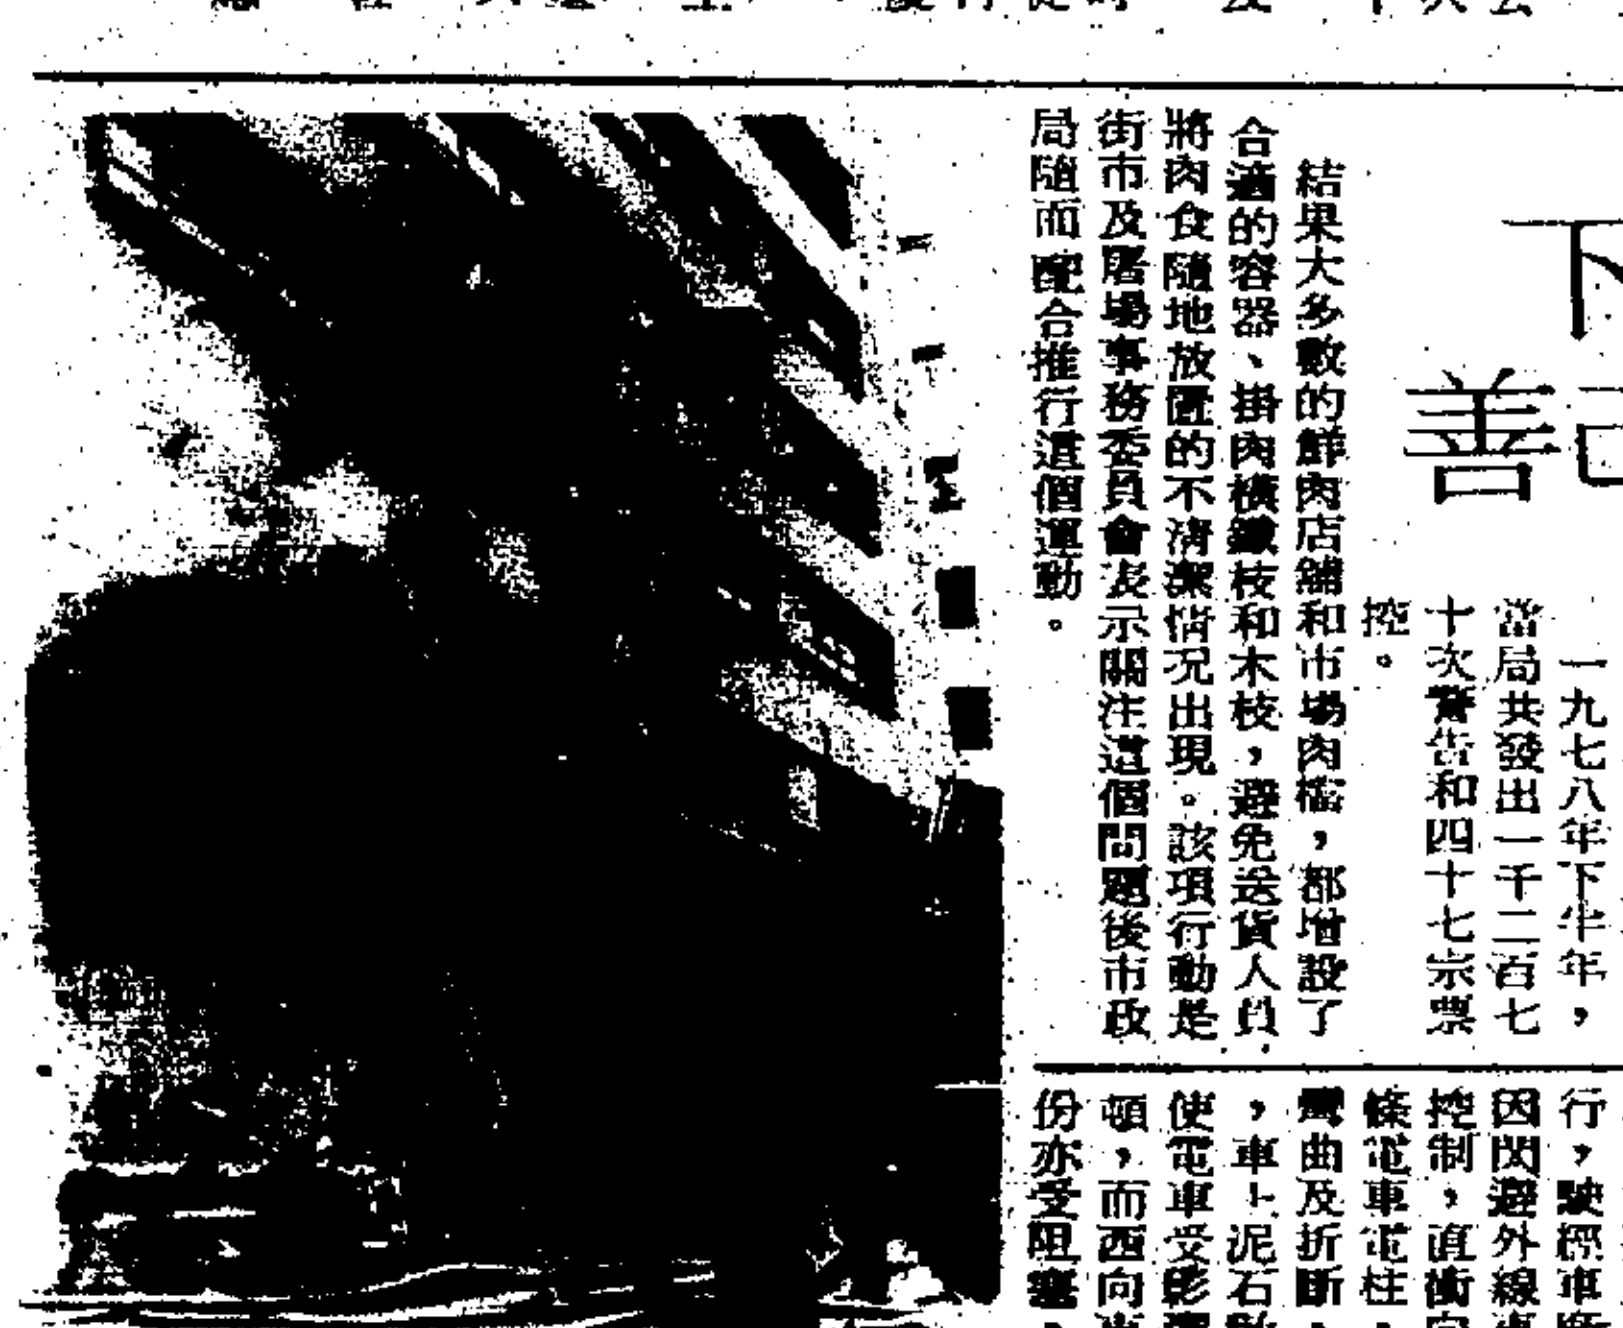 善
一九七八年下半年，
當局共發出一千二百七
十次警告和四十七宗票
控。
結果大多數的鮮肉店舖和市場肉檔，都增設了
合適的容器、掛肉橫鐵枝和木枝，避免送貨人員
將肉食隨地放置的不清潔情況出現。該項行動是
街市及屠場事務委員會表示關注這個問題後市政
局隨而配合推行這個運動。
行，駛經車
因閃避外線
控制，直衝
條電車電柱
彎曲及折斷，
，車上泥石
使電車受影
頓，而西向
份亦受阻塞，